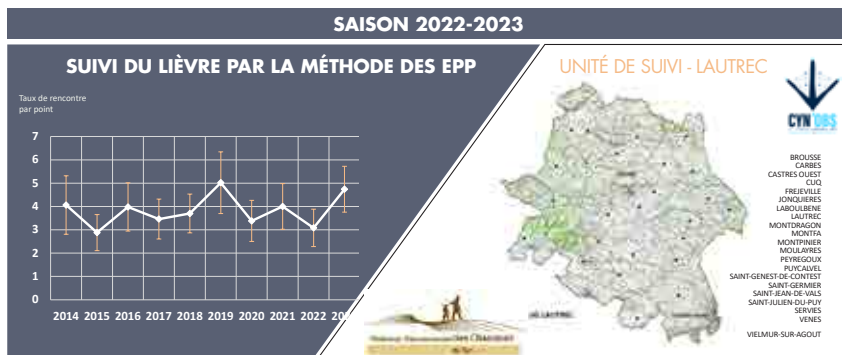 SAISON 2022-2023
SUIVI DU LIÈVRE PAR LA MÉTHODE DES EPP
Taux de rencontre
par point
7
6
5
4
3
2
1
0
2014 2015 2016 2017 2018 2019 2020 2021 2022
UNITÉ DE SUIVI - LAUTREC
CYN'OBS
BROUSSE
CARBES
CASTRES OUEST
CUQ
FREJEVILLE
JONQUIERES
LABOULBENE
LAUTREC
MONTDRAGON
MONTFA
MONTPINIER
MOULAYRES
PEYREGOUX
PUYCALVEL
SAINT-GENEST-DE-CONTEST
SAINT-GERMIER
SAINT-JEAN-DE-VALS
SAINT-JULIEN-DU-PUY
SERVIES
VENES
VIELMUR-SUR-AGOUT
LAUTREC
des Chasseurs